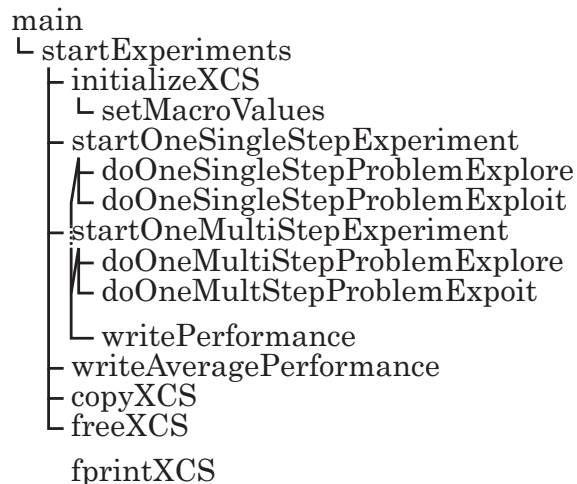 main
startExperiments
initializeXCS
setMacroValues
startOneSingleStepExperiment
doOneSingleStepProblemExplore
doOneSingleStepProblemExploit
startOneMultiStepExperiment
doOneMultiStepProblemExplore
doOneMultStepProblemExpoit
writePerformance
writeAveragePerformance
copyXCS
freeXCS
fprintXCS